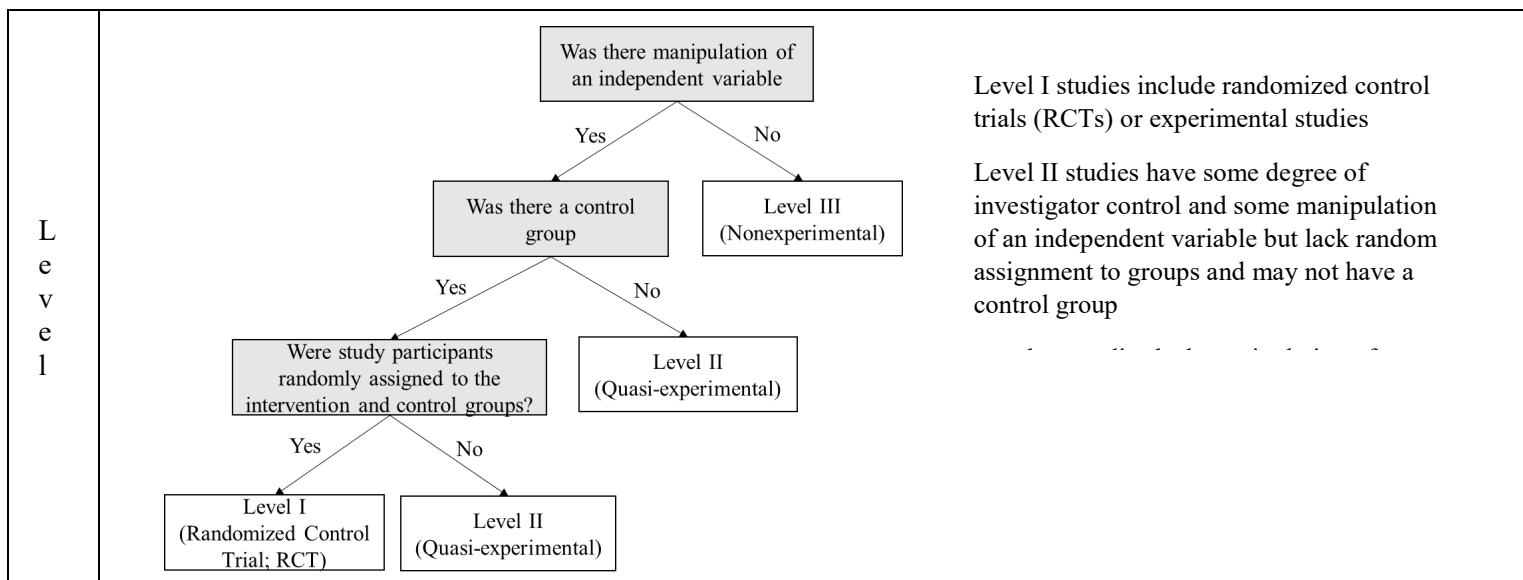 Level
Was there manipulation of
an independent variable
Yes
No
Was there a control
group
Level III
(Nonexperimental)
Yes
No
Were study participants
randomly assigned to the
intervention and control groups?
Level II
(Quasi-experimental)
Yes
No
Level I
(Randomized Control
Trial; RCT)
Level II
(Quasi-experimental)
Level I studies include randomized control
trials (RCTs) or experimental studies
Level II studies have some degree of
investigator control and some manipulation
of an independent variable but lack random
assignment to groups and may not have a
control group